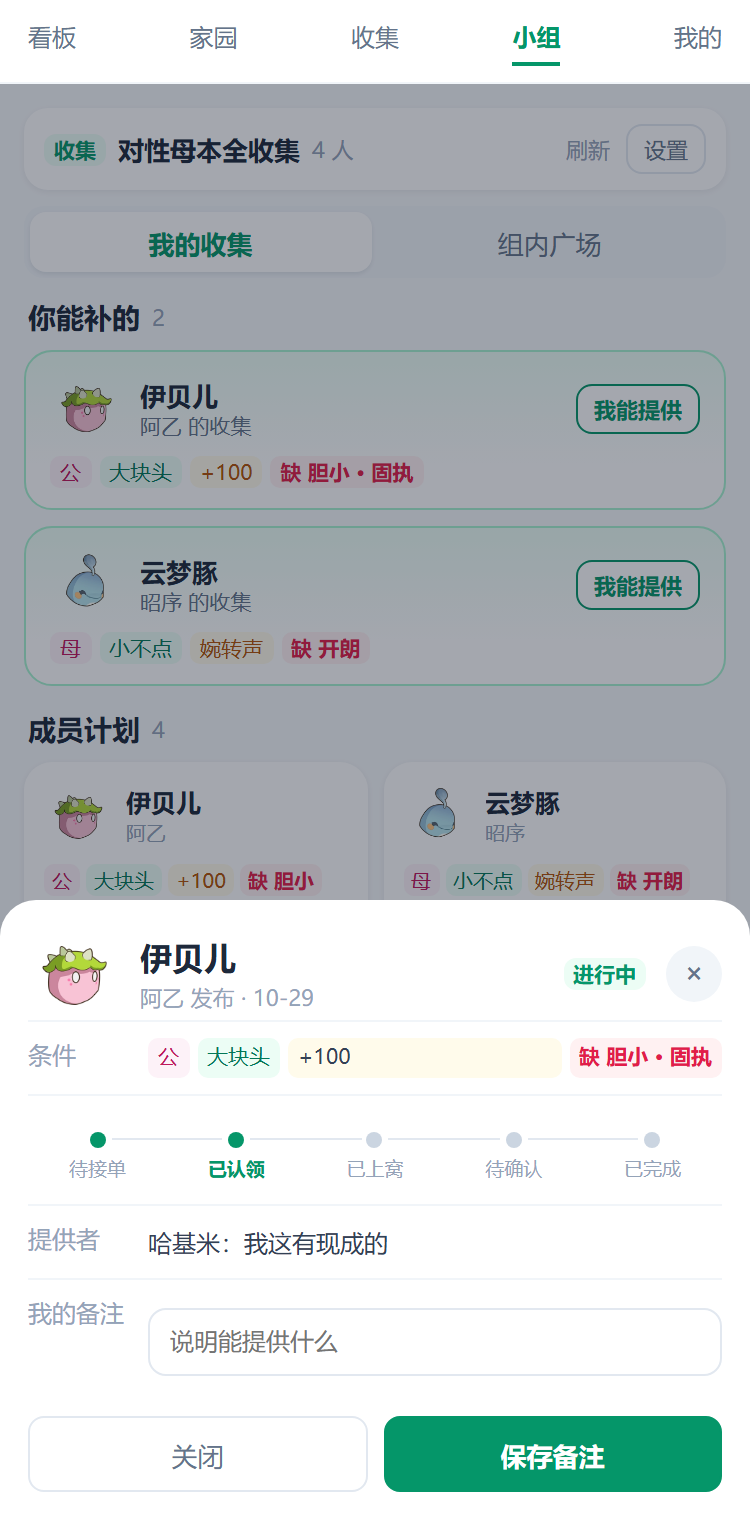 看板 家园 收集 小组 我的
收集 对性母本全收集 4 人 刷新 设置
我的收集 组内广场
你能补的 2
伊贝儿
阿乙 的收集
我能提供
公 大块头 +100 缺 胆小 • 固执
云梦豚
昭序 的收集
我能提供
母 小不点 婉转声 缺 开朗
成员计划 4
伊贝儿
阿乙
公 大块头 +100 缺 胆小
云梦豚
昭序
母 小不点 婉转声 缺 开朗
伊贝儿
阿乙 发布 · 10-29
进行中 ×
条件 公 大块头 +100 缺 胆小 • 固执
待接单 已认领 已上窝 待确认 已完成
提供者 哈基米：我这有现成的
我的备注 说明能提供什么
关闭 保存备注